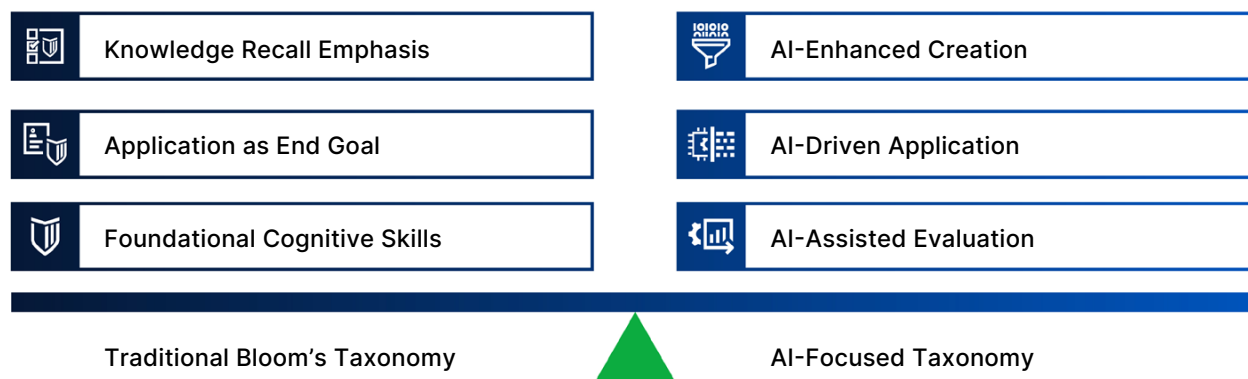 Knowledge Recall Emphasis
AI-Enhanced Creation
Application as End Goal
AI-Driven Application
Foundational Cognitive Skills
AI-Assisted Evaluation
Traditional Bloom’s Taxonomy
AI-Focused Taxonomy